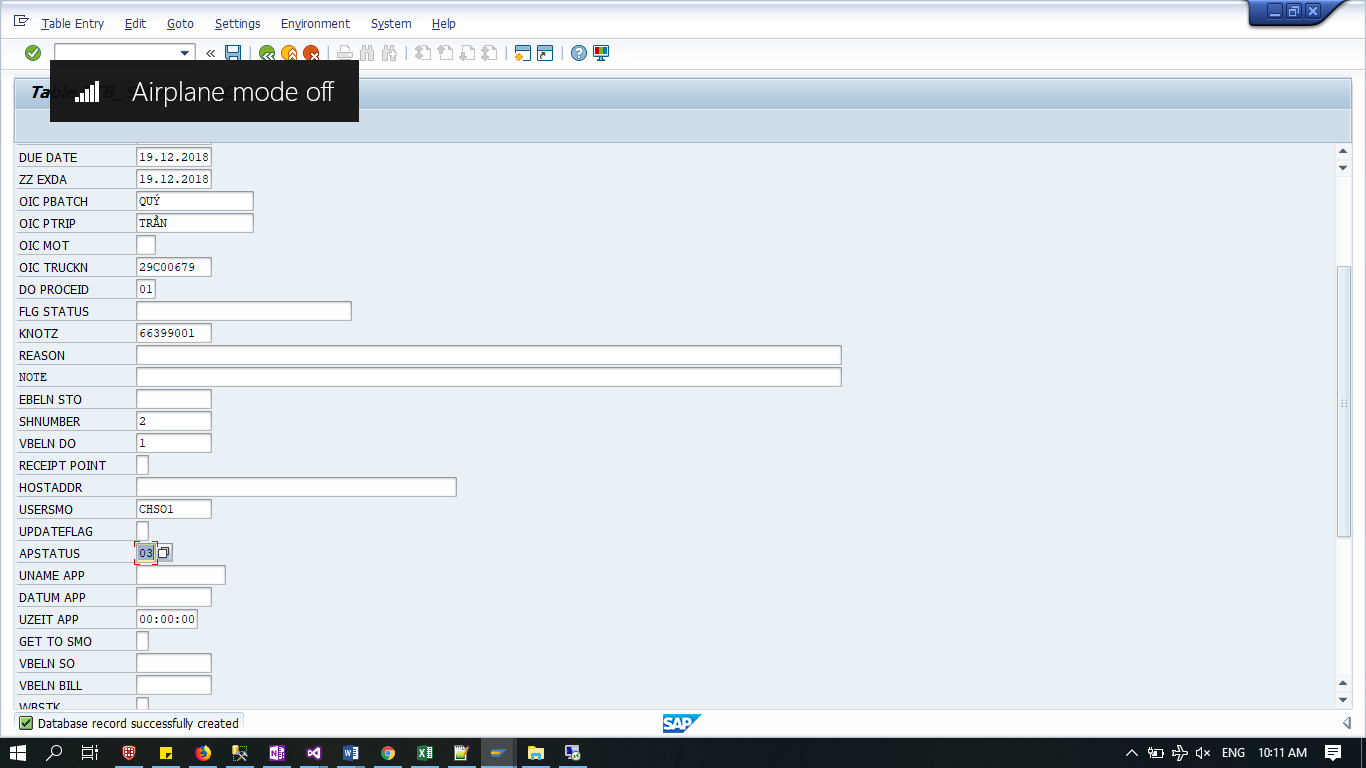 Table Entry Edit Goto Settings Environment System Help
Airplane mode off
DUE DATE 19.12.2018
ZZ EXDA 19.12.2018
OIC PBATCH QUÝ
OIC PTRIP TRẦN
OIC MOT
OIC TRUCKN 29C00679
DO PROCEID 01
FLG STATUS
KNOTZ 66399001
REASON
NOTE
EBELN STO
SHNUMBER 2
VBELN DO 1
RECEIPT POINT
HOSTADDR
USERSMO CHSO1
UPDATEFLAG
APSTATUS 03
UNAME APP
DATUM APP
UZEIT APP 00:00:00
GET TO SMO
VBELN SO
VBELN BILL
WBSTK
Database record successfully created
SAP
ENG 10:11 AM